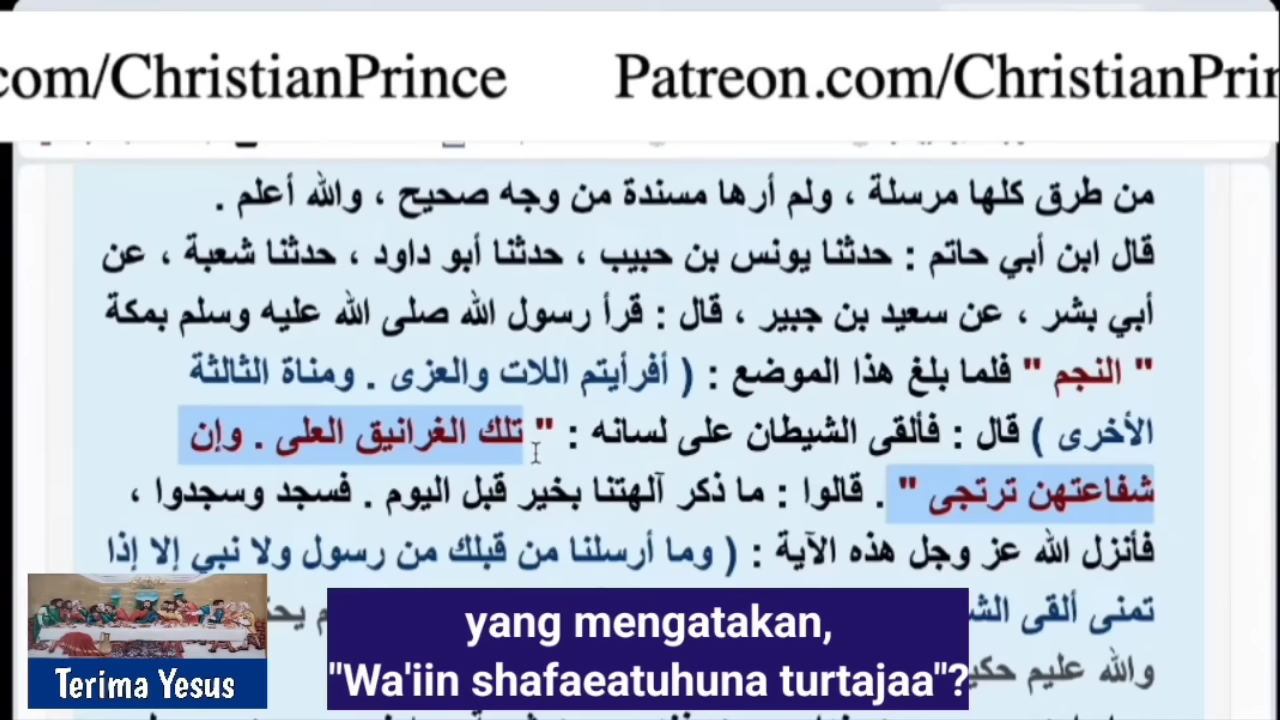 com/ChristianPrince Patreon.com/ChristianPrin
من طرق كلها مرسلة ، ولم أرها مسندة من وجه صحيح ، والله أعلم .
قال ابن أبي حاتم : حدثنا يونس بن حبيب ، حدثنا أبو داود ، حدثنا شعبة ، عن
أبي بشر ، عن سعيد بن جبير ، قال : قرأ رسول الله صلى الله عليه وسلم بمكة
" النجم " فلما بلغ هذا الموضع : ( أفرأيتم اللات والعزى . ومناة الثالثة
الأخرى ) قال : فألقى الشيطان على لسانه : " تلك الغرانيق العلى . وإن
شفاعتهن ترتجى " . قالوا : ما ذكر آلهتنا بخير قبل اليوم . فسجد وسجدوا ،
فأنزل الله عز وجل هذه الآية : ( وما أرسلنا من قبلك من رسول ولا نبي إلا إذا
تمنى ألقى
والله عليم
yang mengatakan,
"Wa'iin shafaeatuhuna turtajaa"?
Terima Yesus